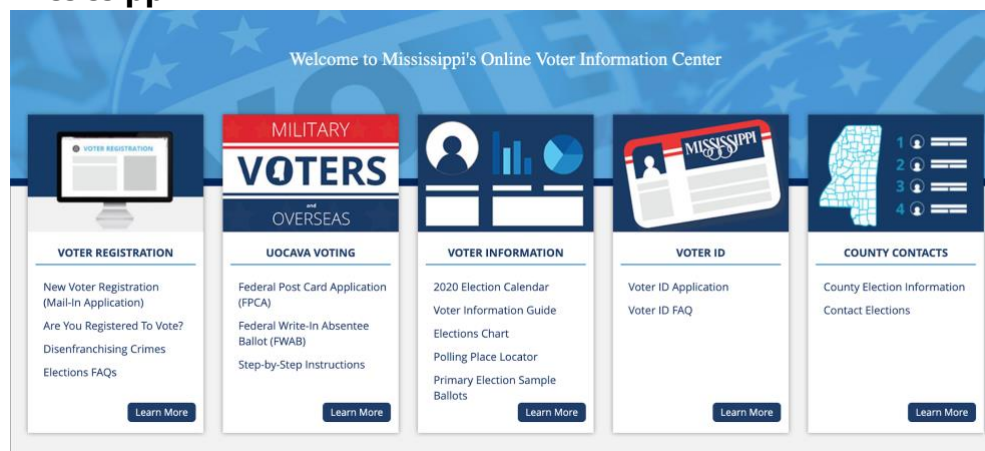 Welcome to Mississippi's Online Voter Information Center
VOTER REGISTRATION
MILITARY
VOTERS
and
OVERSEAS
MISSISSIPPI
1
2
3
4
VOTER REGISTRATION
New Voter Registration
(Mail-In Application)
Are You Registered To Vote?
Disenfranchising Crimes
Elections FAQs
Learn More
UOCAVA VOTING
Federal Post Card Application
(FPCA)
Federal Write-In Absentee
Ballot (FWAB)
Step-by-Step Instructions
Learn More
VOTER INFORMATION
2020 Election Calendar
Voter Information Guide
Elections Chart
Polling Place Locator
Primary Election Sample
Ballots
Learn More
VOTER ID
Voter ID Application
Voter ID FAQ
Learn More
COUNTY CONTACTS
County Election Information
Contact Elections
Learn More